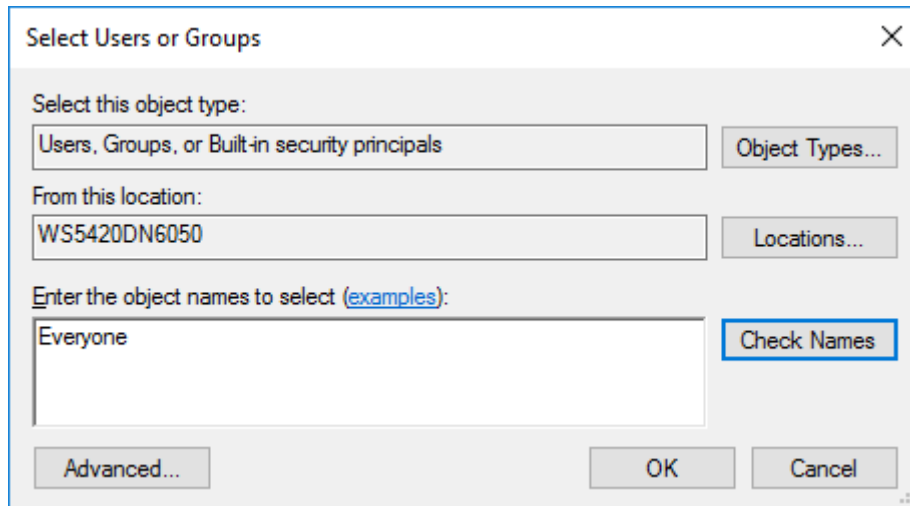 Select Users or Groups
Select this object type:
Users, Groups, or Built-in security principals
Object Types...
From this location:
WS5420DN6050
Locations...
Enter the object names to select (examples):
Everyone
Check Names
Advanced...
OK
Cancel